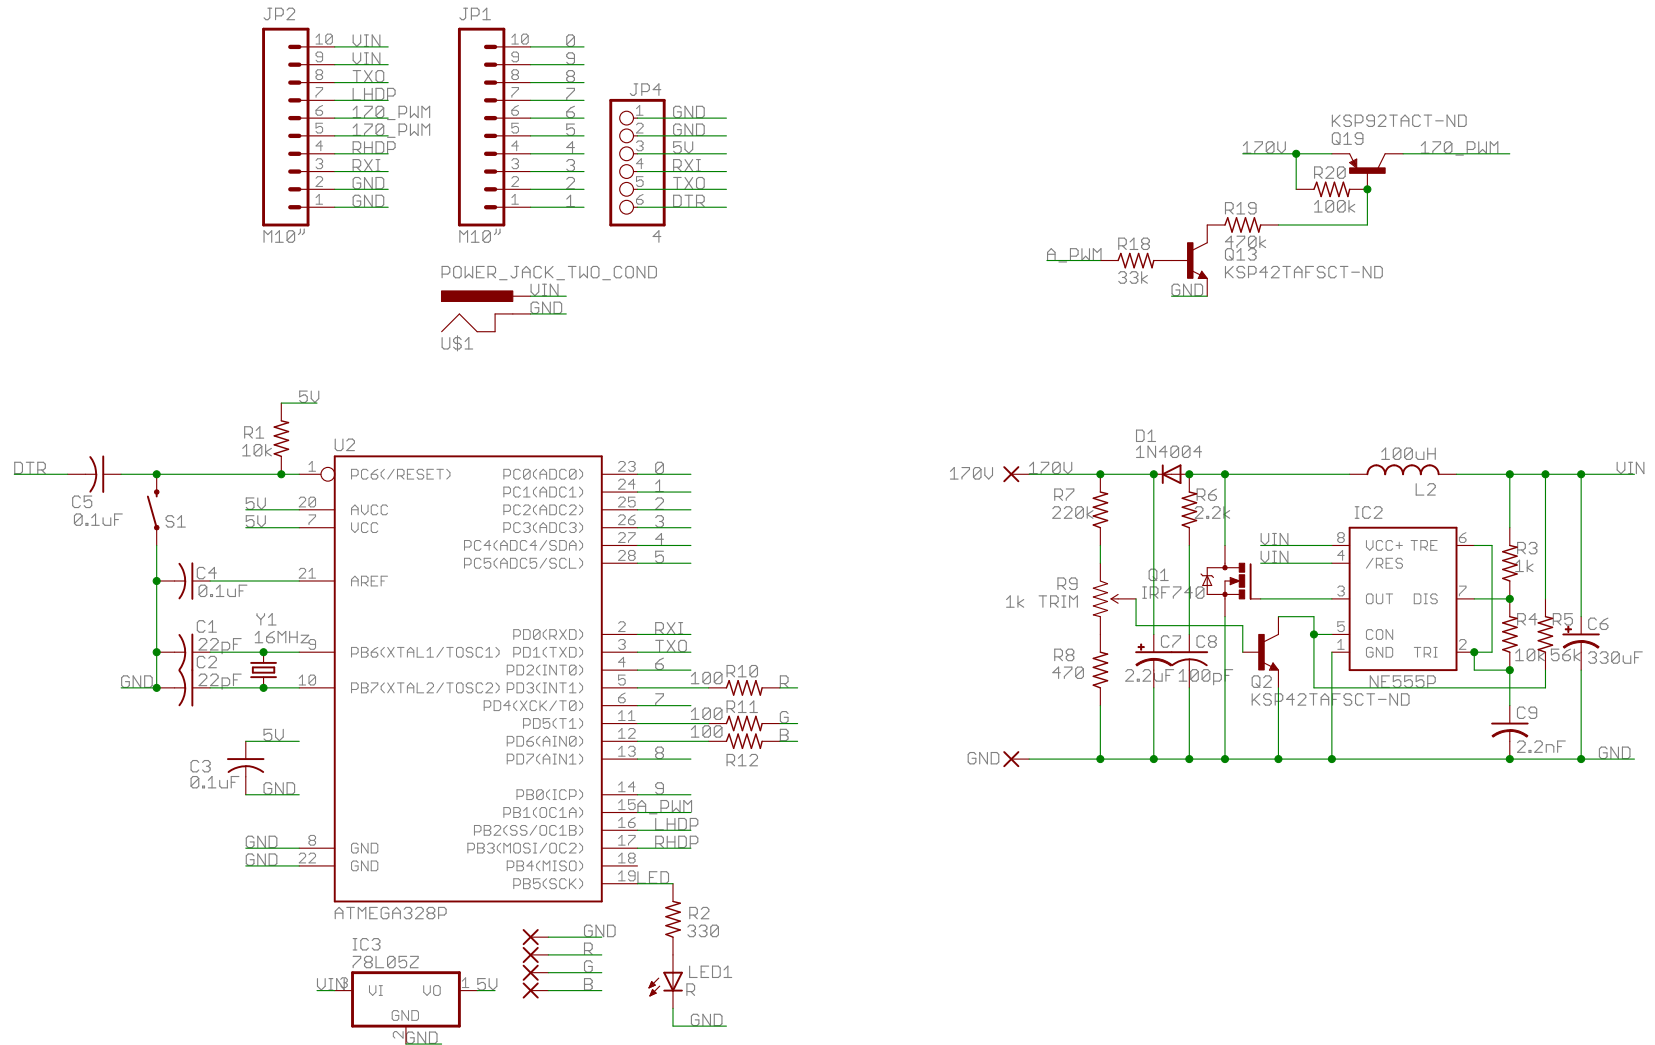 JP2
10 VIN
9 VIN
8 TXO
7 LHDP
6 170_PWM
5 170_PWM
4 RHDP
3 RXI
2 GND
1 GND
M10"
JP1
10 0
9 9
8 8
7 7
6 6
5 5
4 4
3 3
2 2
1 1
M10"
JP4
1 GND
2 GND
3 5V
4 RXI
5 TXO
6 DTR
4
POWER_JACK_TWO_COND
VIN
GND
U$1
KSP92TACT-ND
Q19
170V
170_PWM
R20
100k
R19
470k
A_PWM
R18
33k
Q13
KSP42TAFSCT-ND
GND
5V
R1
10k
DTR
C5
0.1uF
S1
5V
5V
C4
0.1uF
C1
22pF
C2
22pF
GND
Y1
16MHz
5V
C3
0.1uF
GND
GND
GND
U2
1 PC6(/RESET)
20 AVCC
7 VCC
21 AREF
9 PB6(XTAL1/TOSC1)
10 PB7(XTAL2/TOSC2)
8 GND
22 GND
PC0(ADC0) 23 0
PC1(ADC1) 24 1
PC2(ADC2) 25 2
PC3(ADC3) 26 3
PC4(ADC4/SDA) 27 4
PC5(ADC5/SCL) 28 5
PD0(RXD) 2 RXI
PD1(TXD) 3 TXO
PD2(INT0) 4 6
PD3(INT1) 5 100 R10 R
PD4(XCK/T0) 6 7
PD5(T1) 11 100 R11 G
PD6(AIN0) 12 100 R12 B
PD7(AIN1) 13 8
PB0(ICP) 14 9
PB1(OC1A) 15 A_PWM
PB2(SS/OC1B) 16 LHDP
PB3(MOSI/OC2) 17 RHDP
PB4(MISO) 18
PB5(SCK) 19 LED
ATMEGA328P
R2
330
LED1
R
GND
GND
R
G
B
IC3
78L05Z
VIN 3 VI
VO 1 5V
GND
2 GND
170V
170V
D1
1N4004
100uH
L2
VIN
R7
220k
R6
2.2k
R9
1k TRIM
R8
470
Q1
IRF740
C7
2.2uF
C8
100pF
Q2
KSP42TAFSCT-ND
IC2
VIN 8 VCC+
VIN 4 /RES
3 OUT
5 CON
1 GND
TRE 6
DIS 7
TRI 2
NE555P
R3
1k
R4
10k
R5
56k
C6
330uF
C9
2.2nF
GND
GND